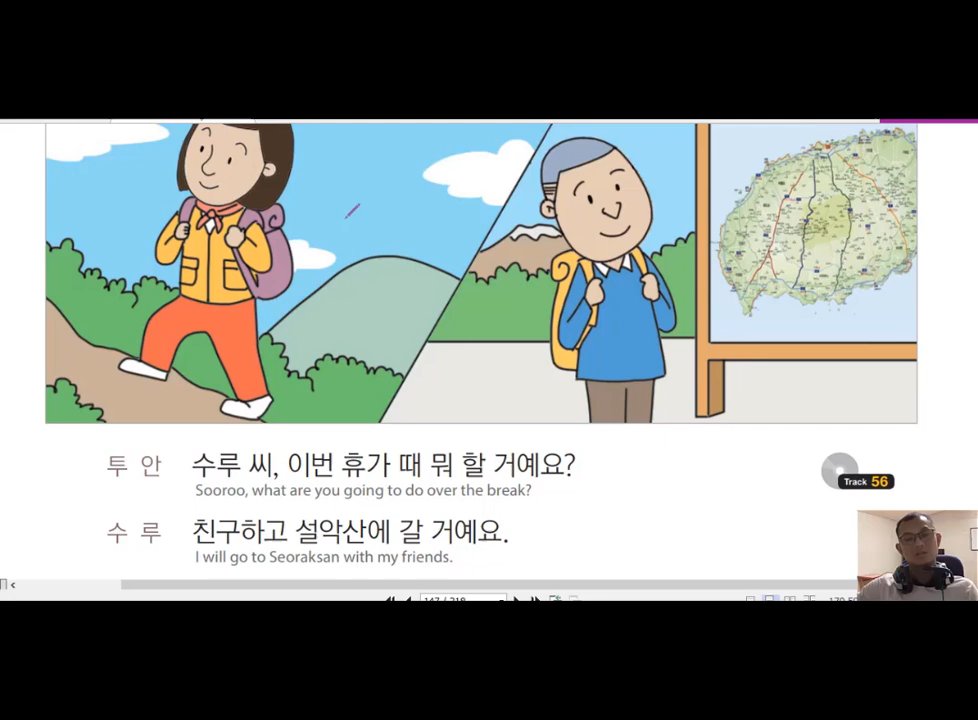 투 안 수루 씨, 이번 휴가 때 뭐 할 거예요?
Sooroo, what are you going to do over the break?
Track 56
수 루 친구하고 설악산에 갈 거예요.
I will go to Seoraksan with my friends.